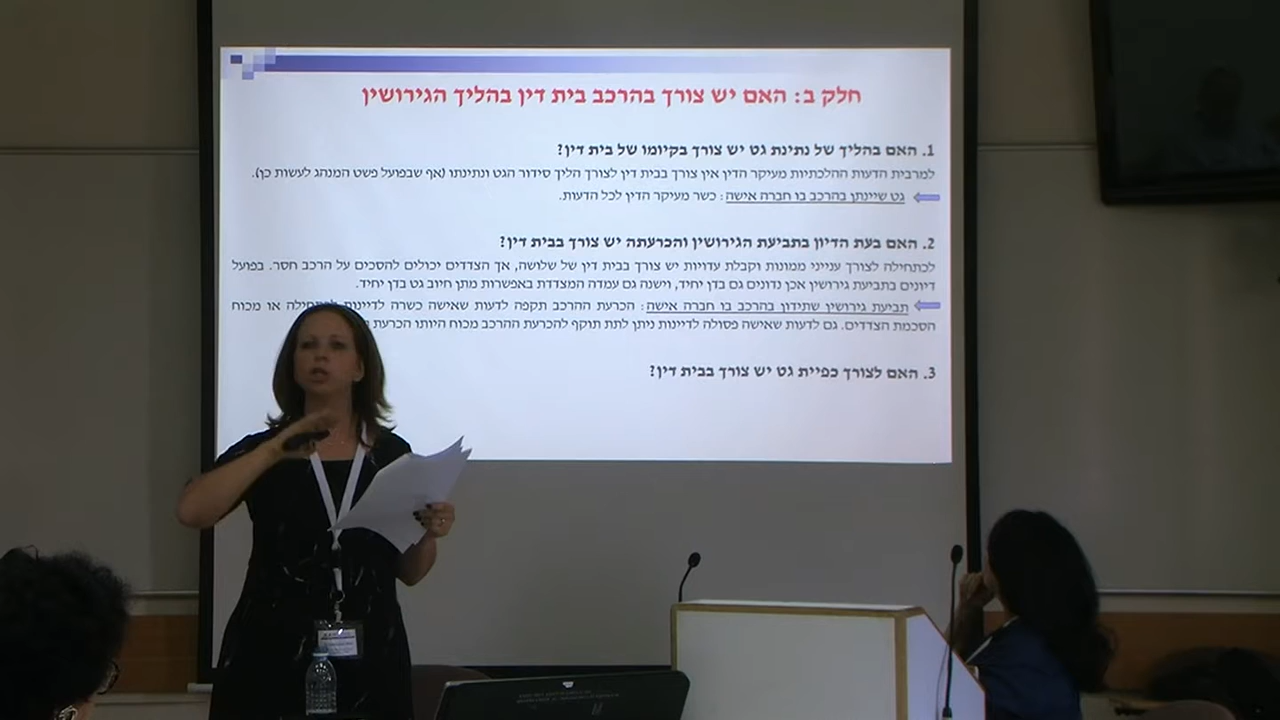 חלק ב: האם יש צורך בהרכב בית דין בהליך הגירושין
1. האם בהליך של נתינת גט יש צורך בקיומו של בית דין?
למרבית הדעות ההלכתיות מעיקר הדין אין צורך בבית דין לצורך הליך סידור הגט ונתינתו (אף שבפועל פשט המנהג לעשות כן).
גט שיינתן בהרכב בו חברה אישה: כשר מעיקר הדין לכל הדעות.
2. האם בעת הדיון בתביעת הגירושין והכרעתה יש צורך בבית דין?
לכתחילה לצורך ענייני ממונות וקבלת עדויות יש צורך בבית דין של שלושה, אך הצדדים יכולים להסכים על הרכב חסר. בפועל
דיונים בתביעת גירושין אכן נדונים גם בדן יחיד, וישנה גם עמדה המצדדת באפשרות מתן חיוב גט בדן יחיד.
תביעת גירושין שתידון בהרכב בו חברה אישה: הכרעת ההרכב תקפה לדעות שאישה כשרה לדיינות לכתחילה או מכוח
הסכמת הצדדים. גם לדעות שאישה פסולה לדיינות ניתן לתת תוקף להכרעת ההרכב מכוח היותו הכרעת
3. האם לצורך כפיית גט יש צורך בבית דין?